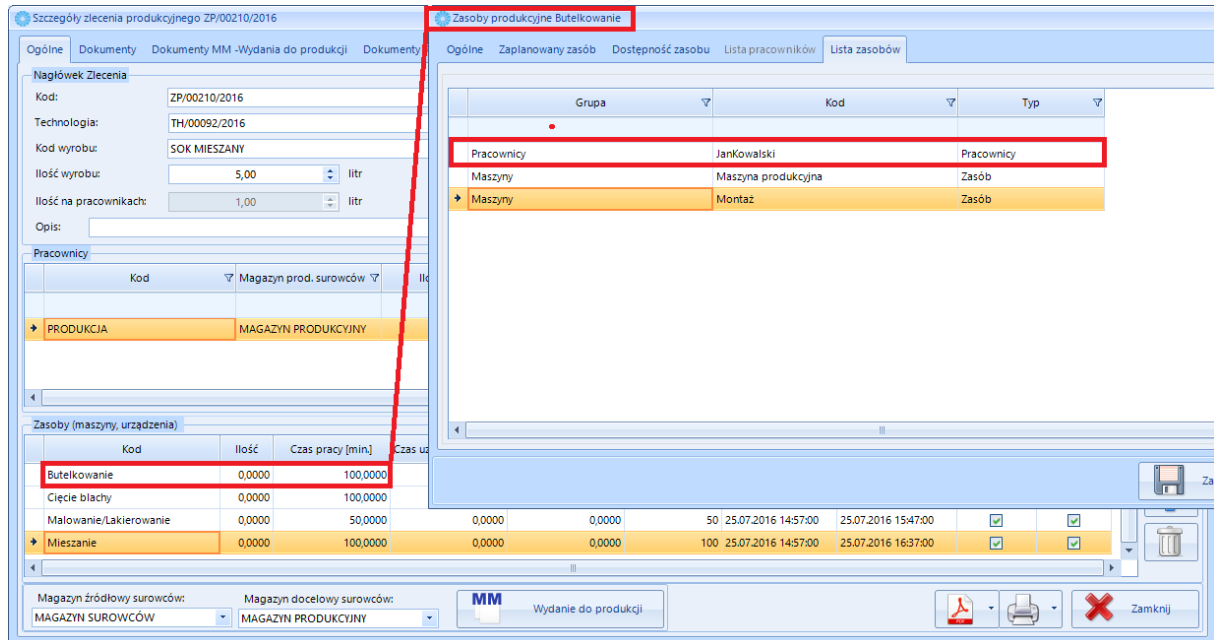 Szczegóły zlecenia produkcyjnego ZP/00210/2016
Ogólne Dokumenty Dokumenty MM -Wydania do produkcji Dokumenty
Nagłówek Zlecenia
Kod: ZP/00210/2016
Technologia: TH/00092/2016
Kod wyrobu: SOK MIESZANY
Ilość wyrobu: 5,00 litr
Ilość na pracownikach: 1,00 litr
Opis:
Pracownicy
Kod Magazyn prod. surowców
PRODUKCJA MAGAZYN PRODUKCYJNY
Zasoby produkcyjne Butelkowanie
Ogólne Zaplanowany zasób Dostępność zasobu Lista pracowników Lista zasobów
Grupa Kod Typ
Pracownicy JanKowalski Pracownicy
Maszyny Maszyna produkcyjna Zasób
Maszyny Montaż Zasób
Za
Zasoby (maszyny, urządzenia)
Kod Ilość Czas pracy [min.] Czas uz
Butelkowanie 0,0000 100,0000
Cięcie blachy 0,0000 100,0000
Malowanie/Lakierowanie 0,0000 50,0000 0,0000 0,0000 50 25.07.2016 14:57:00 25.07.2016 15:47:00
Mieszanie 0,0000 100,0000 0,0000 0,0000 100 25.07.2016 14:57:00 25.07.2016 16:37:00
Magazyn źródłowy surowców: Magazyn docelowy surowców:
MAGAZYN SUROWCÓW MAGAZYN PRODUKCYJNY
MM Wydanie do produkcji
PDF
Zamknij